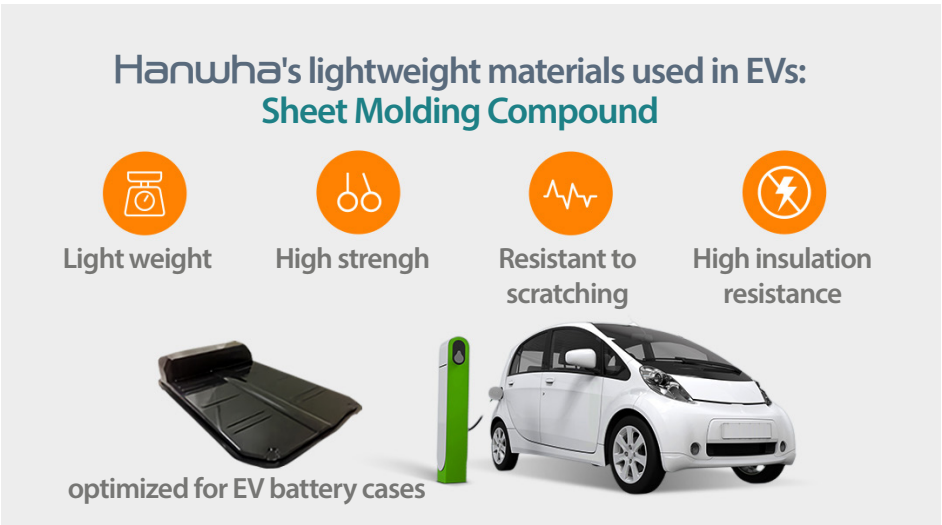 Hanwha's lightweight materials used in EVs:
Sheet Molding Compound
Light weight
High strengh
Resistant to
scratching
High insulation
resistance
optimized for EV battery cases